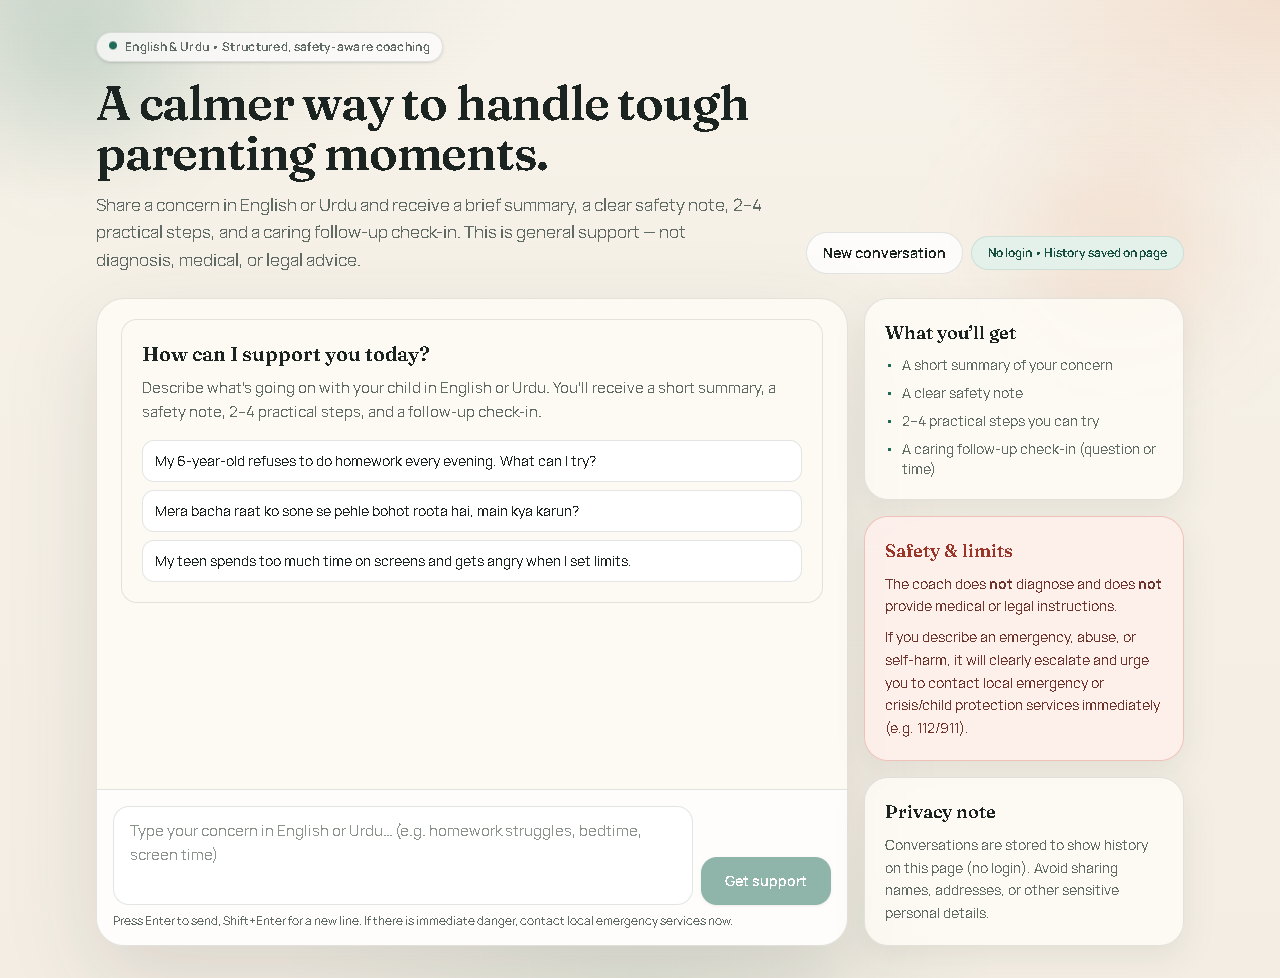 English & Urdu • Structured, safety-aware coaching
A calmer way to handle tough
parenting moments.
Share a concern in English or Urdu and receive a brief summary, a clear safety note, 2–4
practical steps, and a caring follow-up check-in. This is general support — not
diagnosis, medical, or legal advice.
New conversation
No login • History saved on page
How can I support you today?
Describe what's going on with your child in English or Urdu. You'll receive a short summary, a
safety note, 2–4 practical steps, and a follow-up check-in.
My 6-year-old refuses to do homework every evening. What can I try?
Mera bacha raat ko sone se pehle bohot roota hai, main kya karun?
My teen spends too much time on screens and gets angry when I set limits.
Type your concern in English or Urdu... (e.g. homework struggles, bedtime,
screen time)
Get support
Press Enter to send, Shift+Enter for a new line. If there is immediate danger, contact local emergency services now.
What you'll get
• A short summary of your concern
• A clear safety note
• 2–4 practical steps you can try
• A caring follow-up check-in (question or
time)
Safety & limits
The coach does not diagnose and does not
provide medical or legal instructions.
If you describe an emergency, abuse, or
self-harm, it will clearly escalate and urge
you to contact local emergency or
crisis/child protection services immediately
(e.g. 112/911).
Privacy note
Conversations are stored to show history
on this page (no login). Avoid sharing
names, addresses, or other sensitive
personal details.